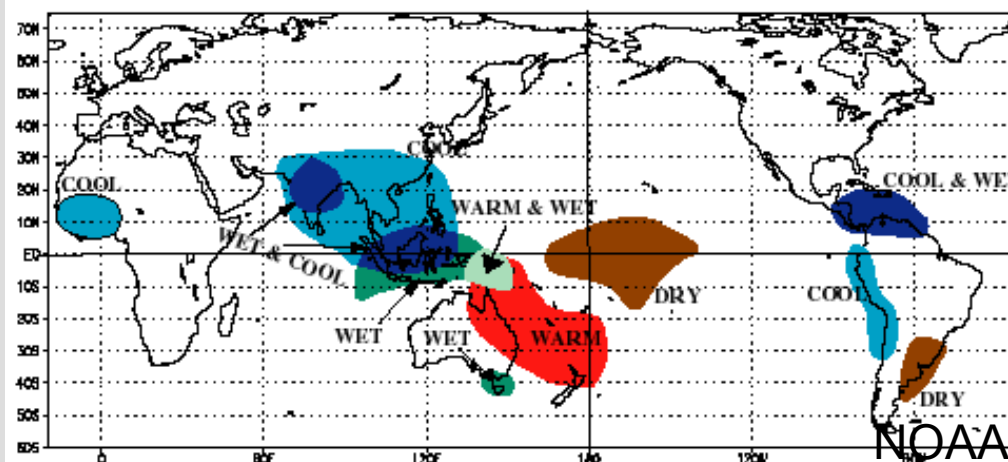 70N
60N
50N
40N
30N
20N
10N
EQ
10S
20S
30S
40S
50S
60S
COOL
COOL
COOL & WE
WARM & WET
WET & COOL
DRY
COOL
WET
WET
WARM
DRY
0
60E
120E
180
120W
NOAA